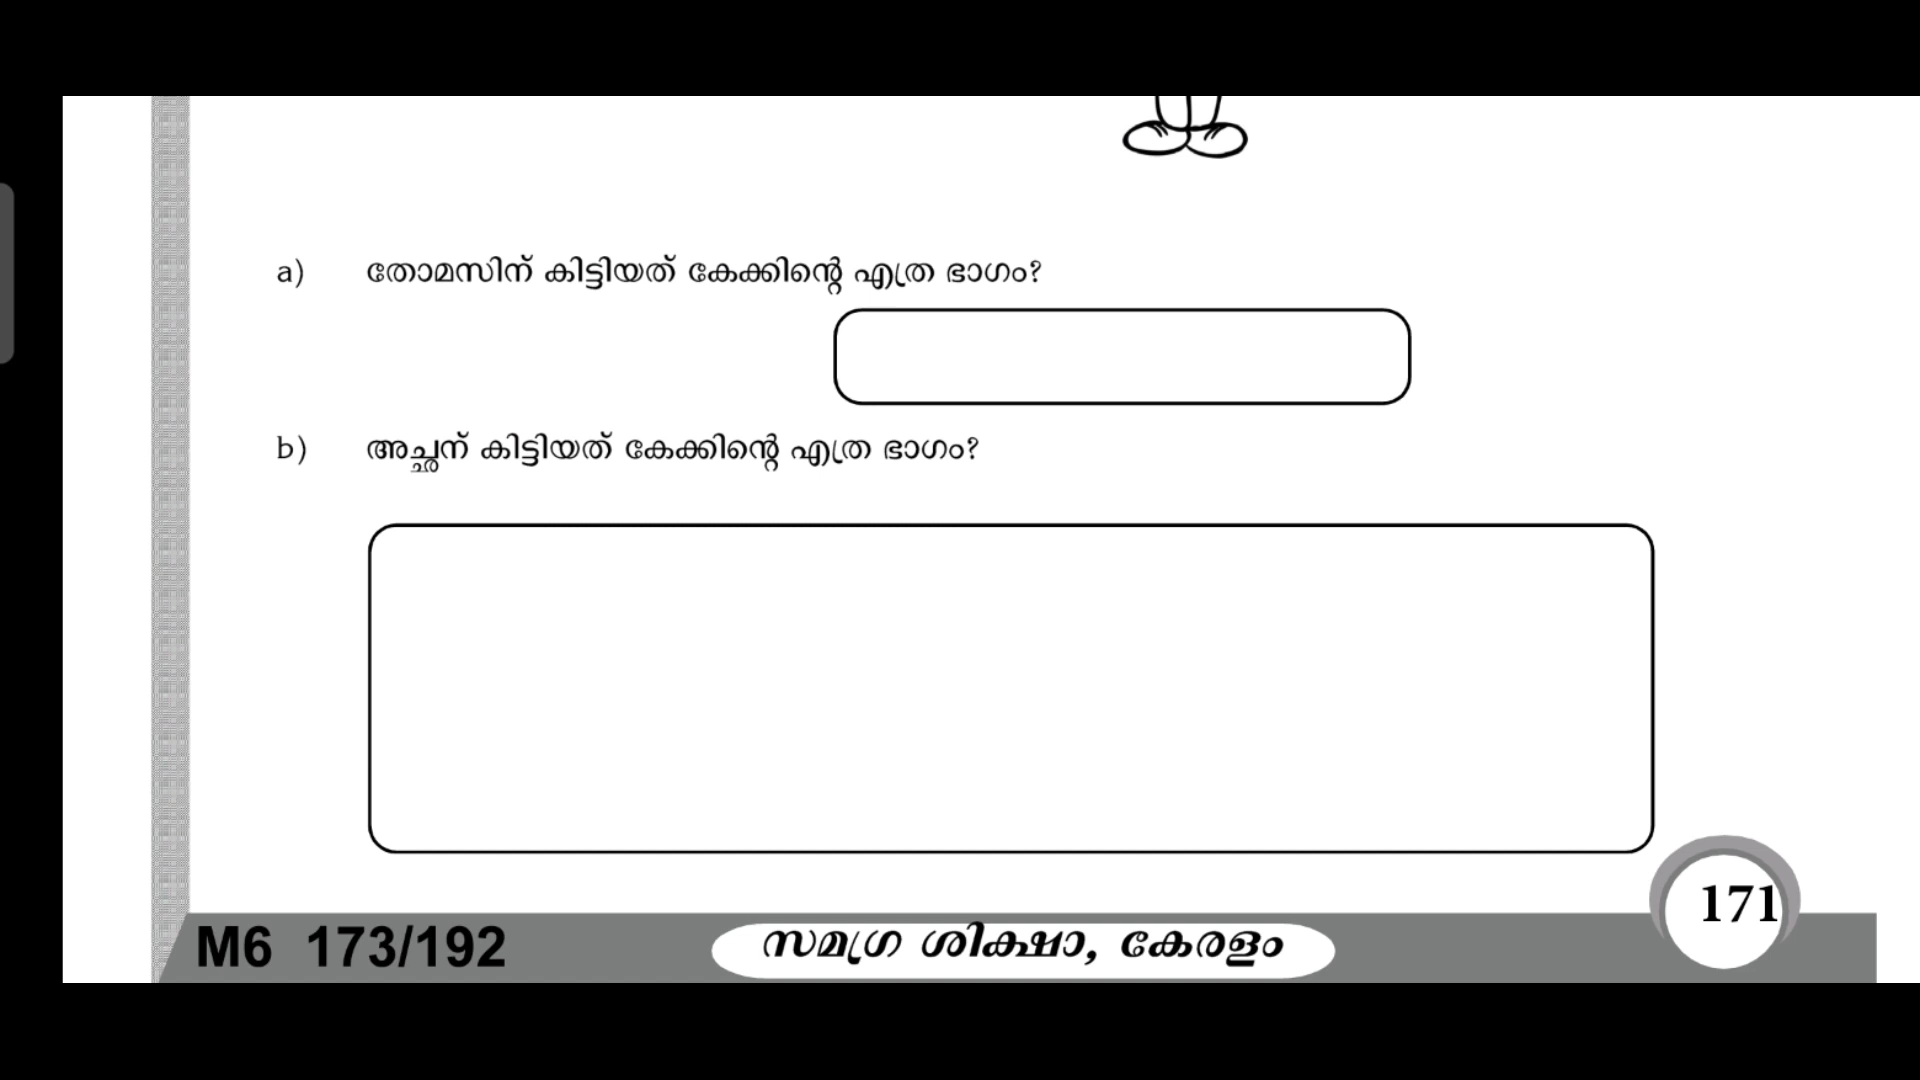 a) തോമസിന് കിട്ടിയത് കേക്കിന്റെ എത്ര ഭാഗം?
b) അച്ഛന് കിട്ടിയത് കേക്കിന്റെ എത്ര ഭാഗം?
171
M6 173/192 സമഗ്ര ശിക്ഷാ, കേരളം